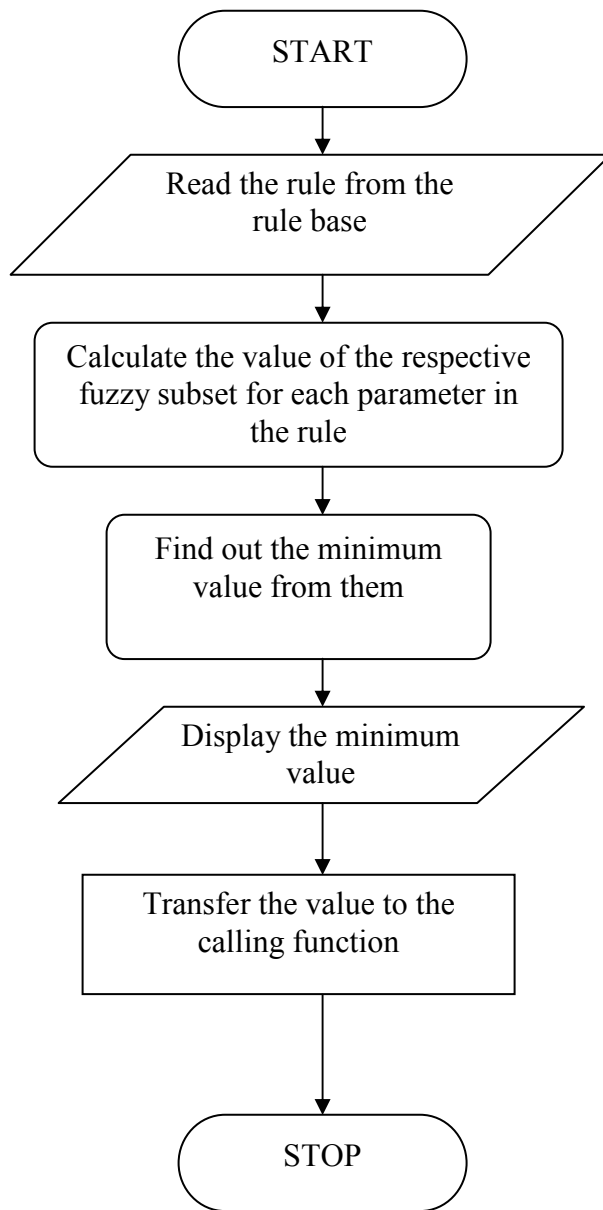 START
Read the rule from the
rule base
Calculate the value of the respective
fuzzy subset for each parameter in
the rule
Find out the minimum
value from them
Display the minimum
value
Transfer the value to the
calling function
STOP